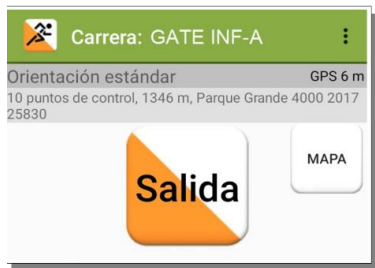 Carrera: GATE INF-A
Orientación estándar GPS 6 m
10 puntos de control, 1346 m, Parque Grande 4000 2017
25830
Salida
MAPA